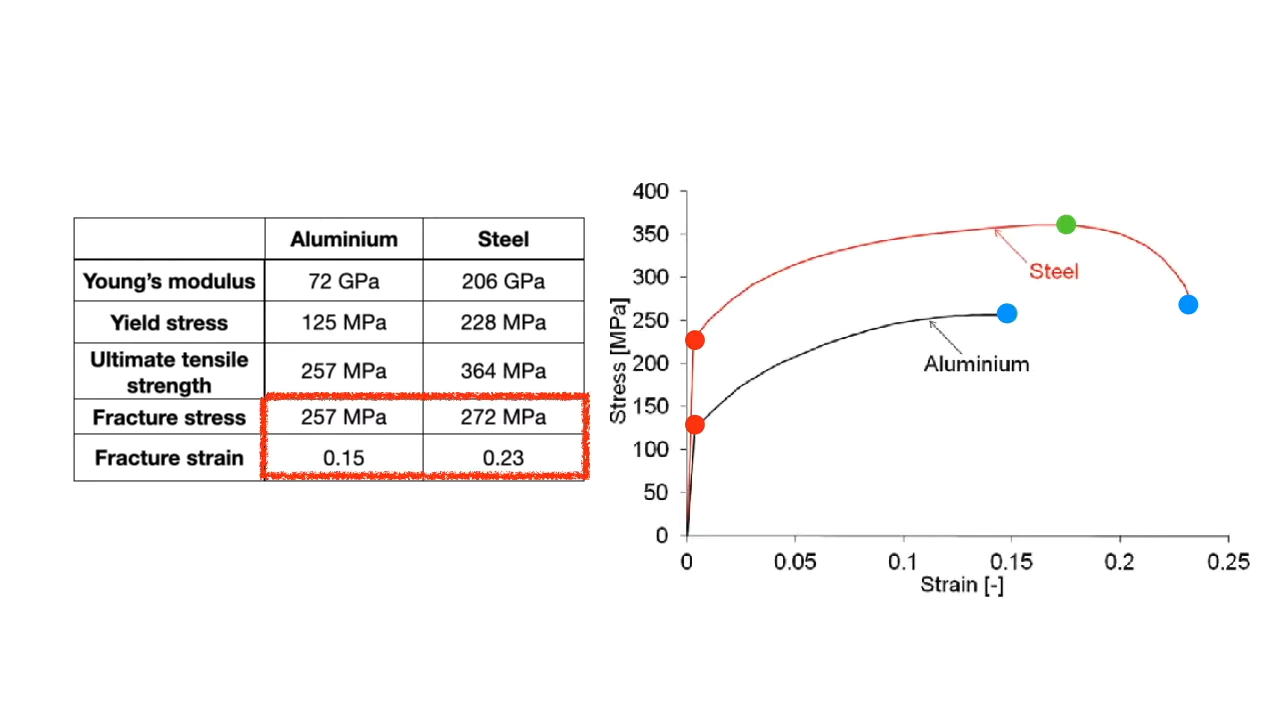 Aluminium Steel
Young's modulus 72 GPa 206 GPa
Yield stress 125 MPa 228 MPa
Ultimate tensile
strength 257 MPa 364 MPa
Fracture stress 257 MPa 272 MPa
Fracture strain 0.15 0.23
400
350
300
250
200
150
100
50
0
Stress [MPa]
Steel
Aluminium
0 0.05 0.1 0.15 0.2 0.25
Strain [-]